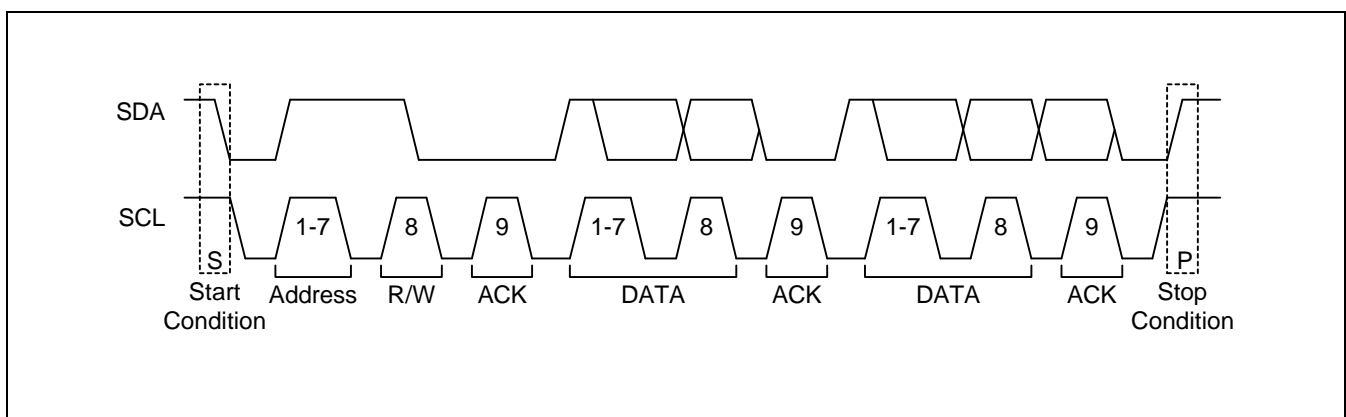 SDA
SCL
1-7 8 9 1-7 8 9 1-7 8 9
S P
Start Condition
Address R/W ACK DATA ACK DATA ACK
Stop Condition